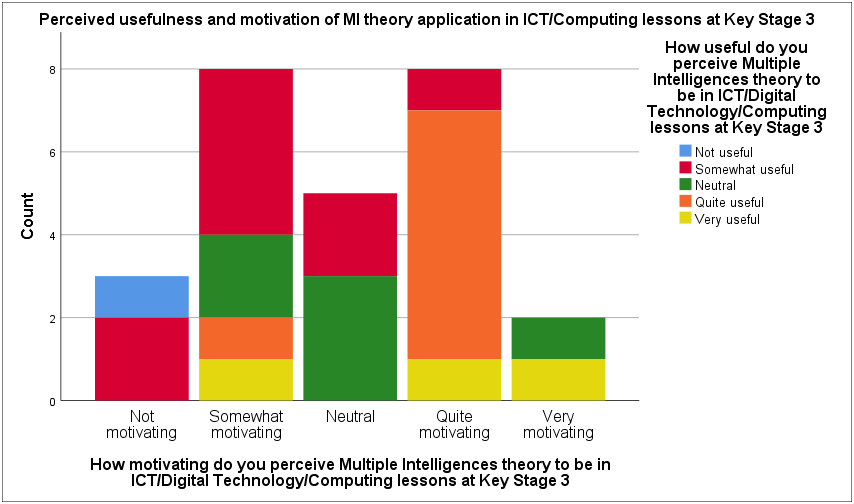 Perceived usefulness and motivation of MI theory application in ICT/Computing lessons at Key Stage 3
How useful do you
perceive Multiple
Intelligences theory to
be in ICT/Digital
Technology/Computing
lessons at Key Stage 3
Not useful
Somewhat useful
Neutral
Quite useful
Very useful
Count
8
6
4
2
0
Not
motivating
Somewhat
motivating
Neutral
Quite
motivating
Very
motivating
How motivating do you perceive Multiple Intelligences theory to be in
ICT/Digital Technology/Computing lessons at Key Stage 3